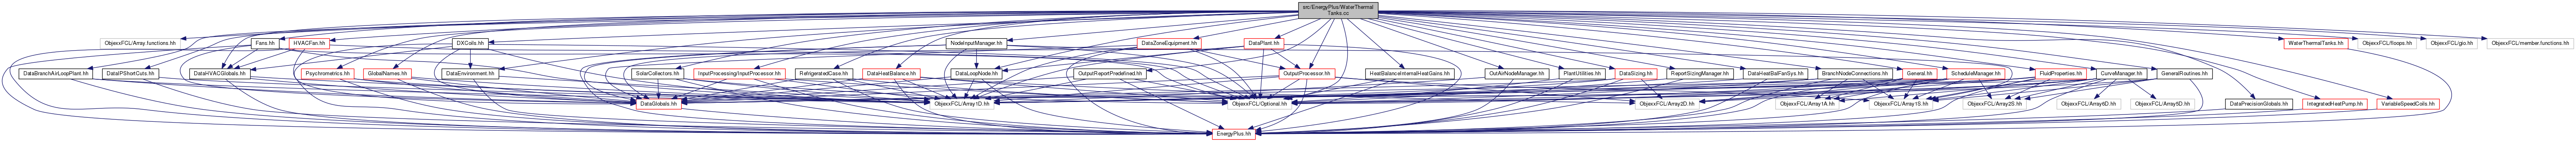 src/EnergyPlus/WaterThermal
Tanks.cc
ObjexxFCL/Array.functions.hh
Fans.hh
HVACFan.hh
DXCoils.hh
NodeInputManager.hh
DataZoneEquipment.hh
DataPlant.hh
WaterThermalTanks.hh
ObjexxFCL/floops.hh
ObjexxFCL/gio.hh
ObjexxFCL/member.functions.hh
DataBranchAirLoopPlant.hh
DataIPShortCuts.hh
DataHVACGlobals.hh
Psychrometrics.hh
GlobalNames.hh
DataEnvironment.hh
SolarCollectors.hh
InputProcessing/InputProcessor.hh
RefrigeratedCase.hh
DataHeatBalance.hh
DataLoopNode.hh
OutputReportPredefined.hh
OutputProcessor.hh
HeatBalanceInternalHeatGains.hh
OutAirNodeManager.hh
PlantUtilities.hh
DataSizing.hh
ReportSizingManager.hh
DataHeatBalFanSys.hh
BranchNodeConnections.hh
General.hh
ScheduleManager.hh
FluidProperties.hh
CurveManager.hh
GeneralRoutines.hh
DataGlobals.hh
ObjexxFCL/Array1D.hh
ObjexxFCL/Optional.hh
ObjexxFCL/Array2D.hh
ObjexxFCL/Array1A.hh
ObjexxFCL/Array1S.hh
ObjexxFCL/Array2S.hh
ObjexxFCL/Array6D.hh
ObjexxFCL/Array5D.hh
DataPrecisionGlobals.hh
IntegratedHeatPump.hh
VariableSpeedCoils.hh
EnergyPlus.hh